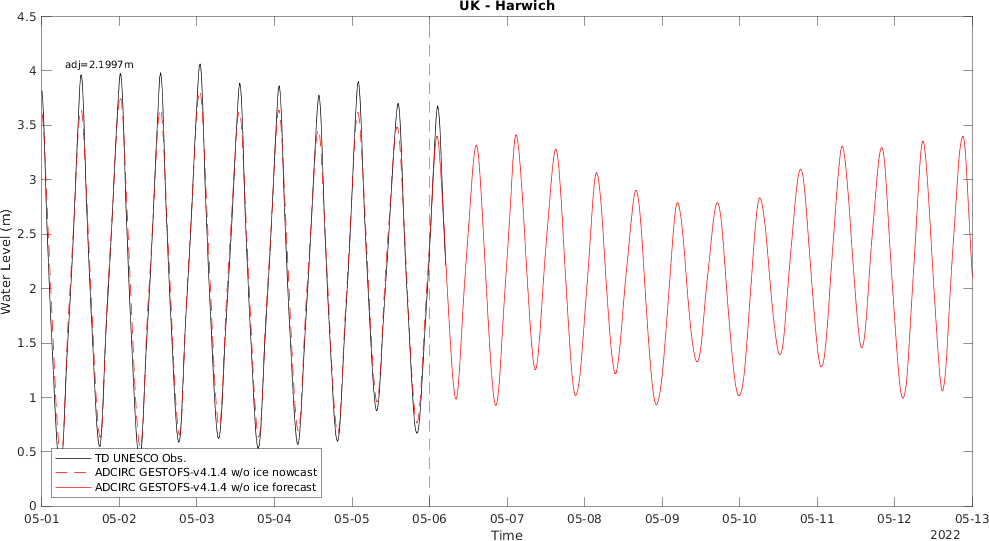 UK - Harwich
4.5
4
3.5
3
2.5
2
1.5
1
0.5
0
Water Level (m)
adj=2.1997m
TD UNESCO Obs.
ADCIRC GESTOFS-v4.1.4 w/o ice nowcast
ADCIRC GESTOFS-v4.1.4 w/o ice forecast
05-01 05-02 05-03 05-04 05-05 05-06 05-07 05-08 05-09 05-10 05-11 05-12 05-13
Time
2022